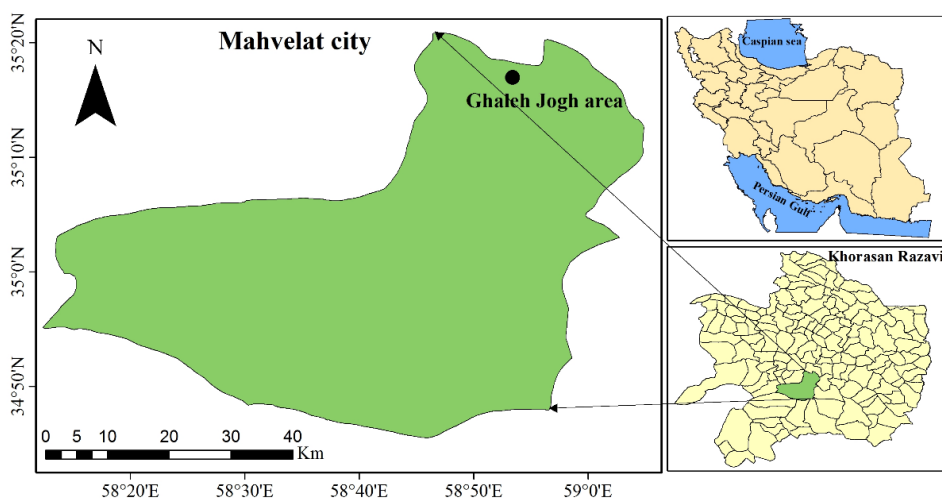 Mahvelat city
N
Ghaleh Jogh area
35°20'N
35°10'N
35°0'N
34°50'N
0 5 10 20 30 40
Km
58°20'E 58°30'E 58°40'E 58°50'E 59°0'E
Caspian sea
Persian Gulf
Khorasan Razavi